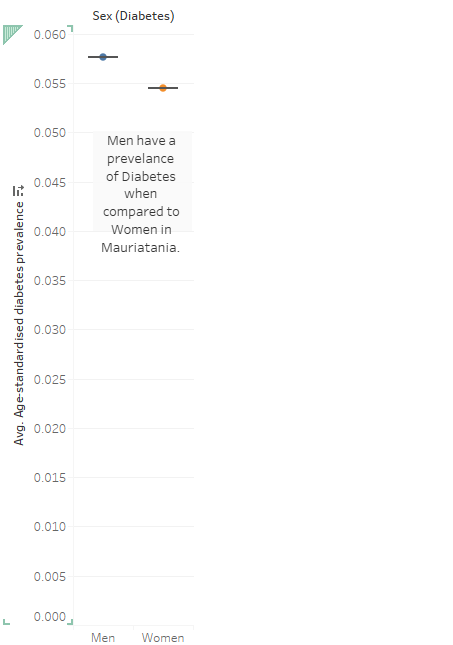 Sex (Diabetes)
Avg. Age-standardised diabetes prevalence
0.060
0.055
0.050
0.045
0.040
0.035
0.030
0.025
0.020
0.015
0.010
0.005
0.000
Men have a
prevelance
of Diabetes
when
compared to
Women in
Mauriatania.
Men Women